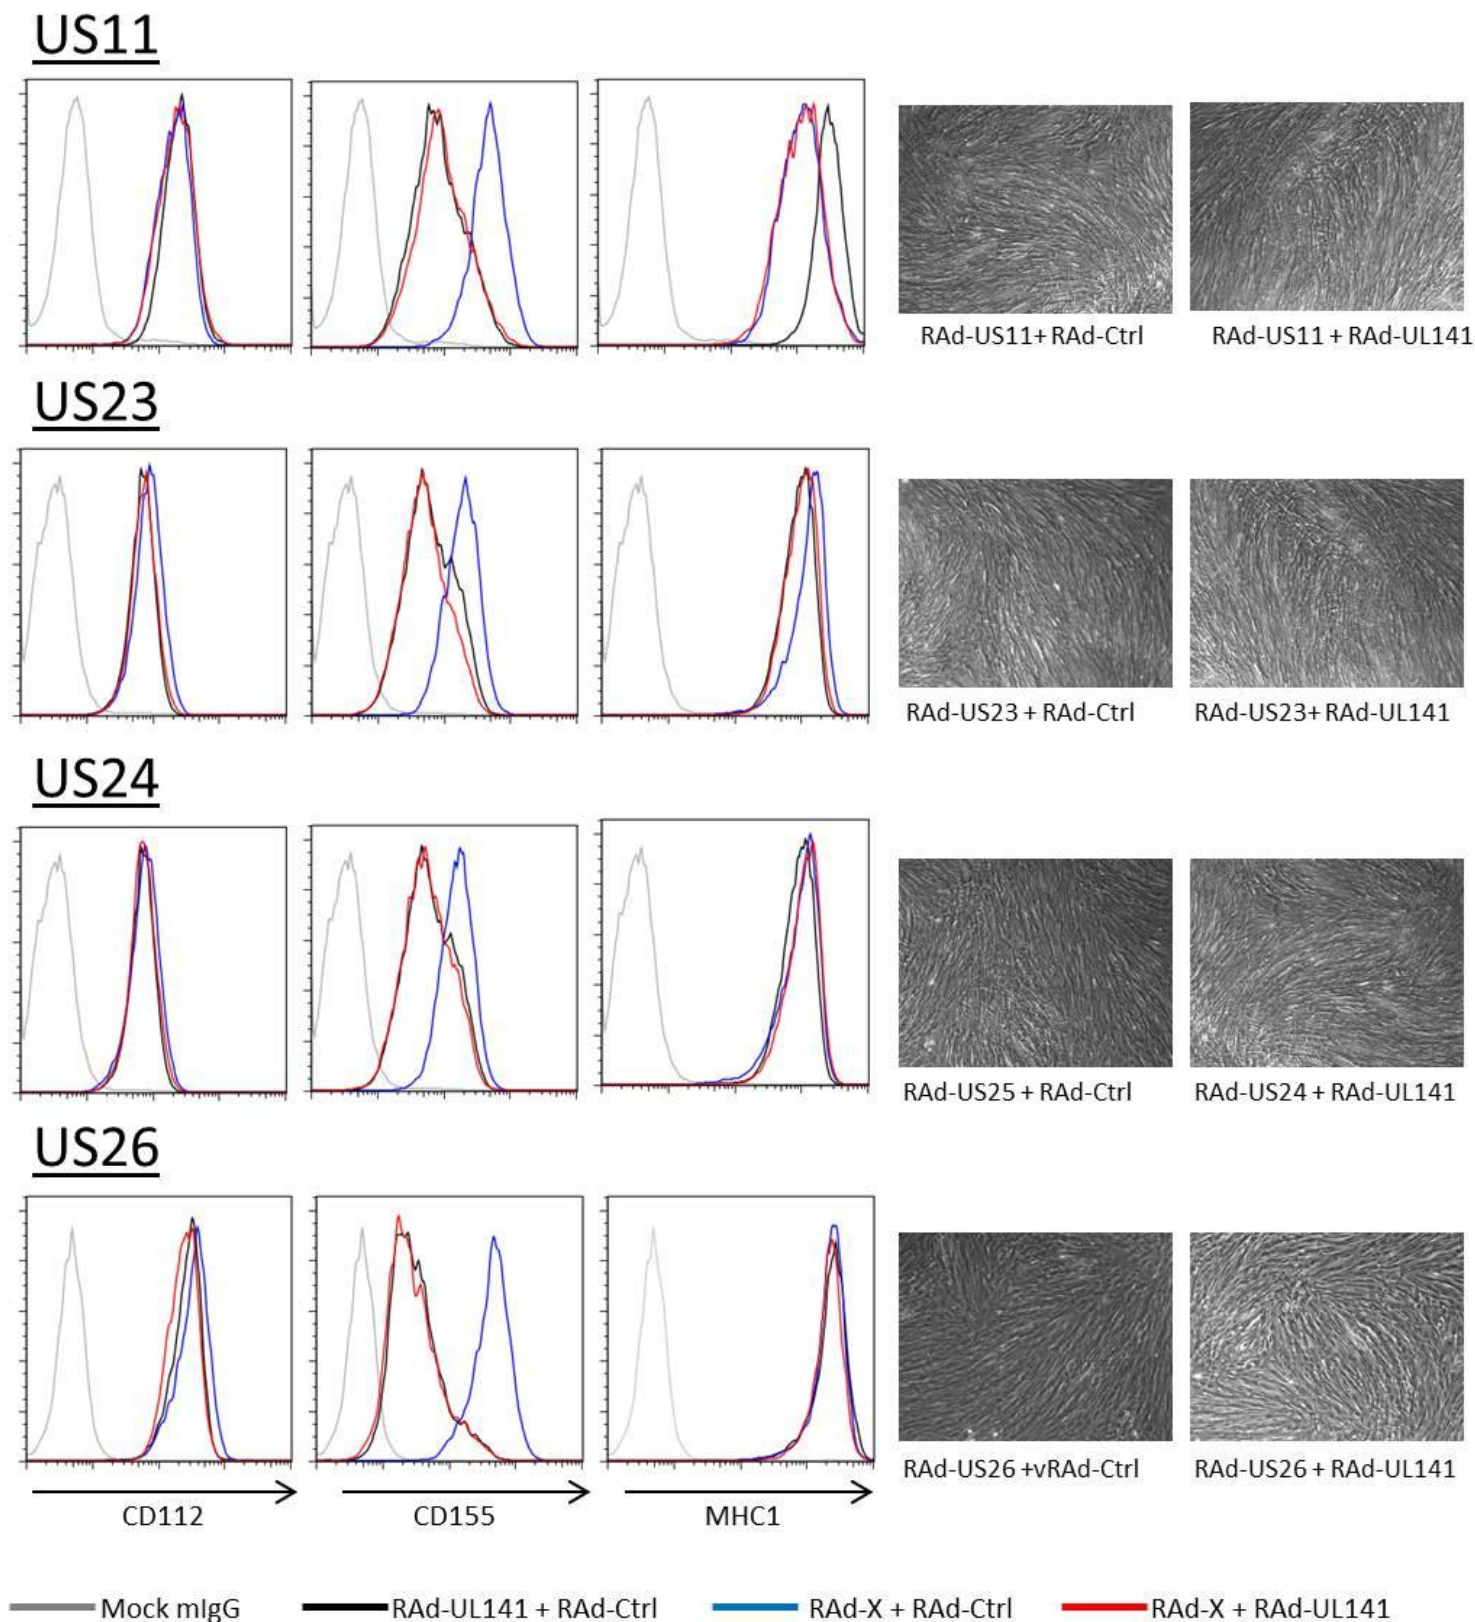 US11
RAd-US11+ RAd-Ctrl
RAd-US11 + RAd-UL141
US23
RAd-US23 + RAd-Ctrl
RAd-US23+ RAd-UL141
US24
RAd-US25 + RAd-Ctrl
RAd-US24 + RAd-UL141
US26
RAd-US26 +vRAd-Ctrl
RAd-US26 + RAd-UL141
CD112
CD155
MHC1
Mock mIgG
RAd-UL141 + RAd-Ctrl
RAd-X + RAd-Ctrl
RAd-X + RAd-UL141